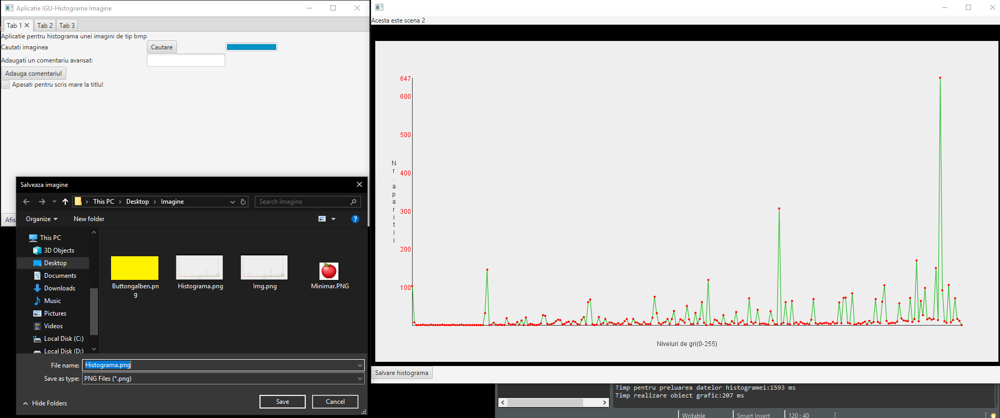 Aplicatie IGU-Histograma Imagine
Tab 1 Tab 2 Tab 3
Aplicatie pentru histograma unei imagini de tip bmp
Cautati imaginea Cautare
Adaugati un comentariu avansat:
Adauga comentariul
Apasati pentru scris mare la titlu!
Salveaza imagine
This PC Desktop Imagine
Search Imagine
Organize New folder
This PC
3D Objects
Desktop
Documents
Downloads
Music
Pictures
Videos
Local Disk (C:)
Local Disk (D:)
Buttongalben.png
Histograma.png
Img.png
Minimar.PNG
File name: Histograma.png
Save as type: PNG Files (*.png)
Hide Folders
Save
Cancel
Acesta este scena 2
647
600
500
400
300
200
100
Nr.aparitii
Niveluri de gri(0-255)
Salvare histograma
Timp pentru preluarea datelor histogramei:1593 ms
Timp realizare obiect grafic:207 ms
Writable Smart Insert 120 : 40